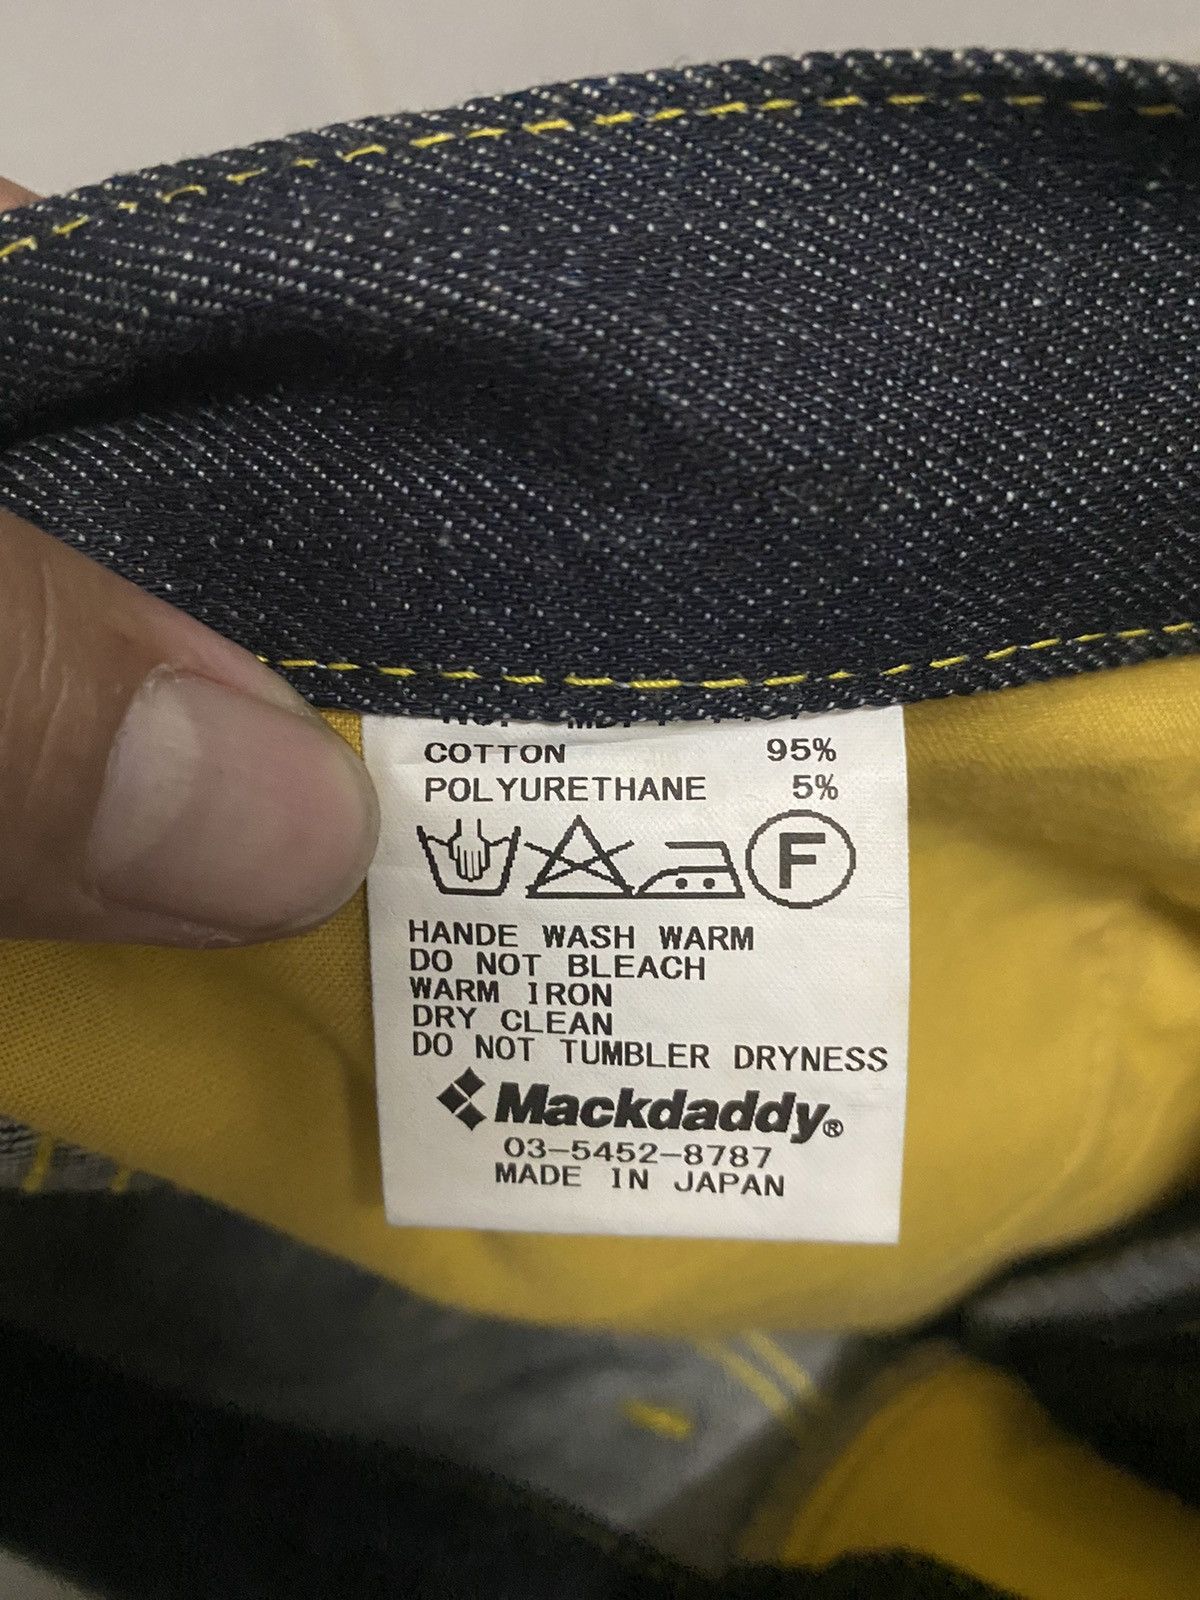 COTTON 95%
POLYURETHANE 5%
F
HANDE WASH WARM
DO NOT BLEACH
WARM IRON
DRY CLEAN
DO NOT TUMBLER DRYNESS
Mackdaddy®
03-5452-8787
MADE IN JAPAN